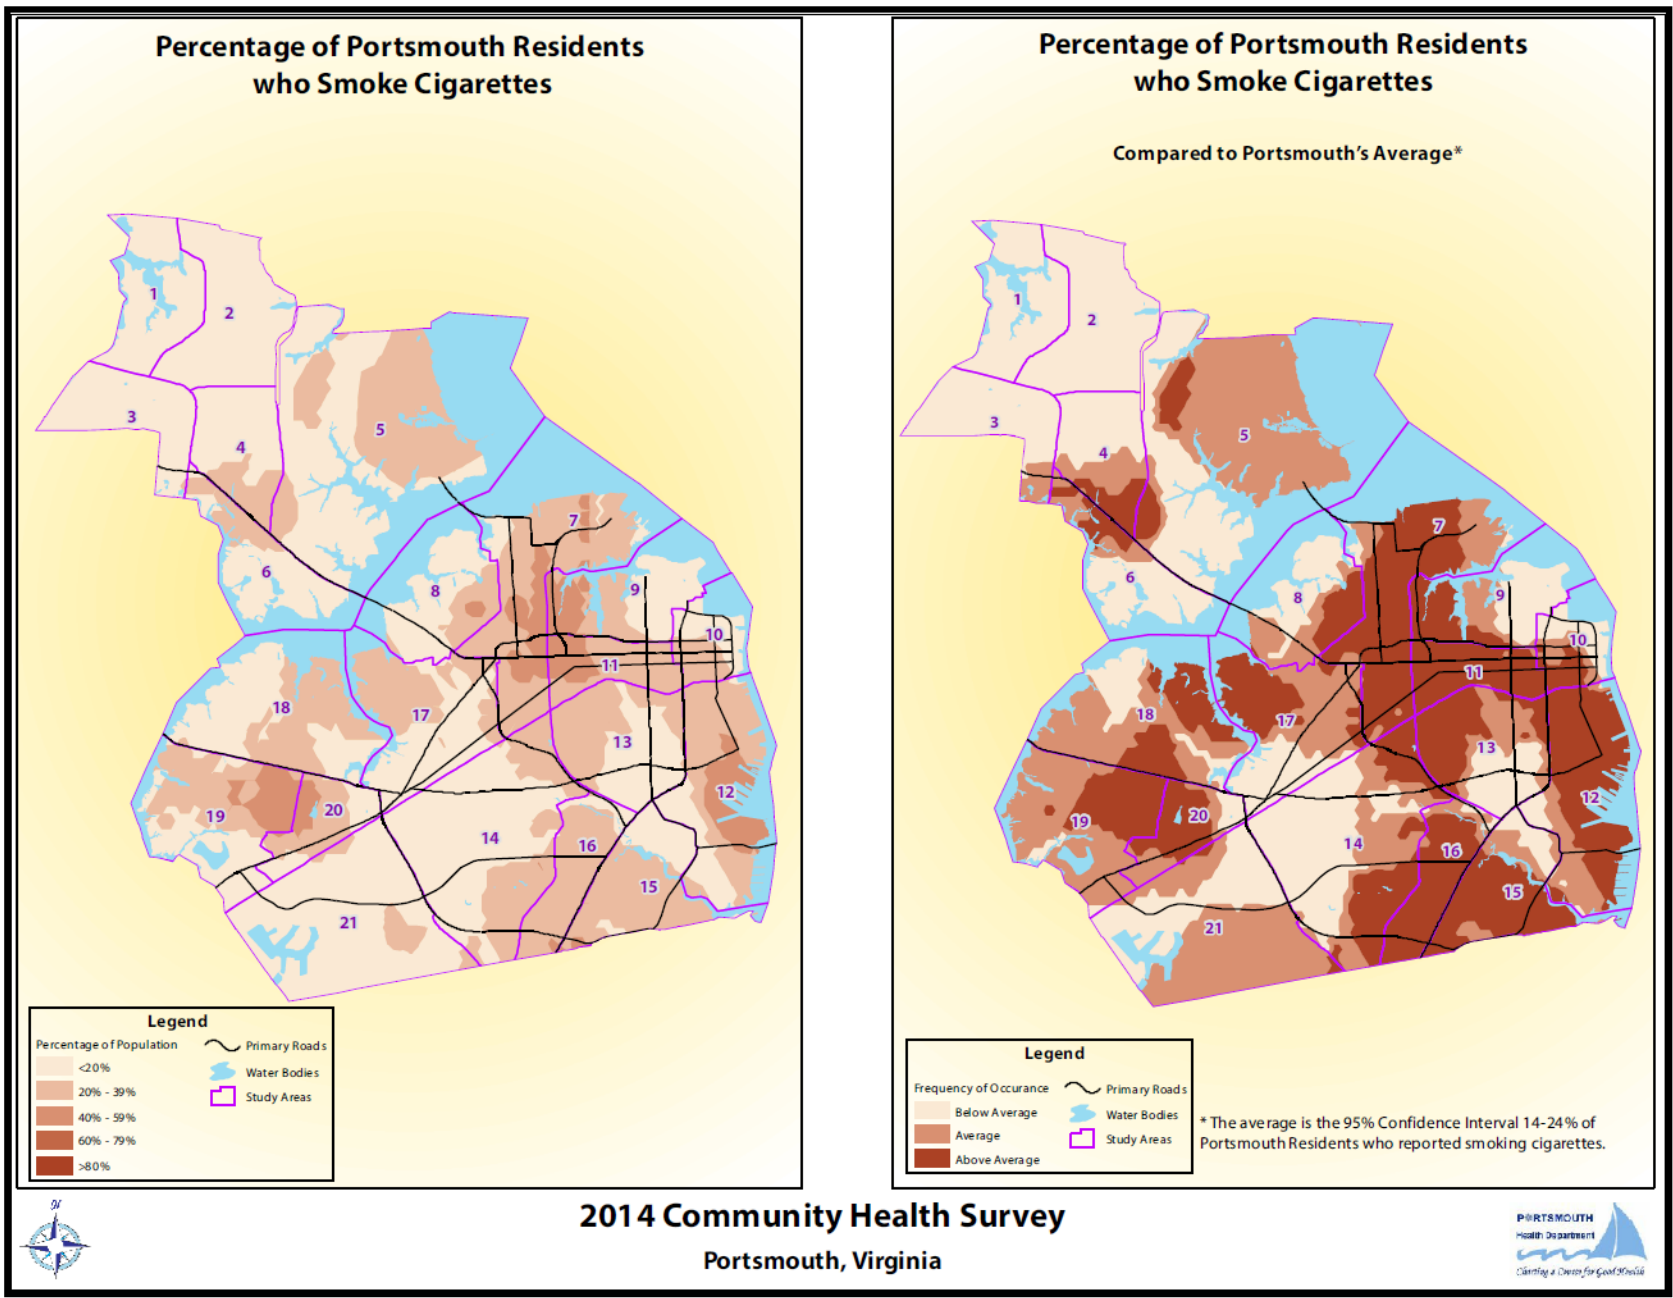 Percentage of Portsmouth Residents
who Smoke Cigarettes
1
2
3
4
5
6
7
8
9
10
11
12
13
14
15
16
17
18
19
20
21
Legend
Percentage of Population
<20%
20% - 39%
40% - 59%
60% - 79%
>80%
Primary Roads
Water Bodies
Study Areas
Percentage of Portsmouth Residents
who Smoke Cigarettes
Compared to Portsmouth's Average*
1
2
3
4
5
6
7
8
9
10
11
12
13
14
15
16
17
18
19
20
21
Legend
Frequency of Occurance
Below Average
Average
Above Average
Primary Roads
Water Bodies
Study Areas
* The average is the 95% Confidence Interval 14-24% of
Portsmouth Residents who reported smoking cigarettes.
N
2014 Community Health Survey
Portsmouth, Virginia
PORTSMOUTH
Health Department
Charting a Course for Good Health